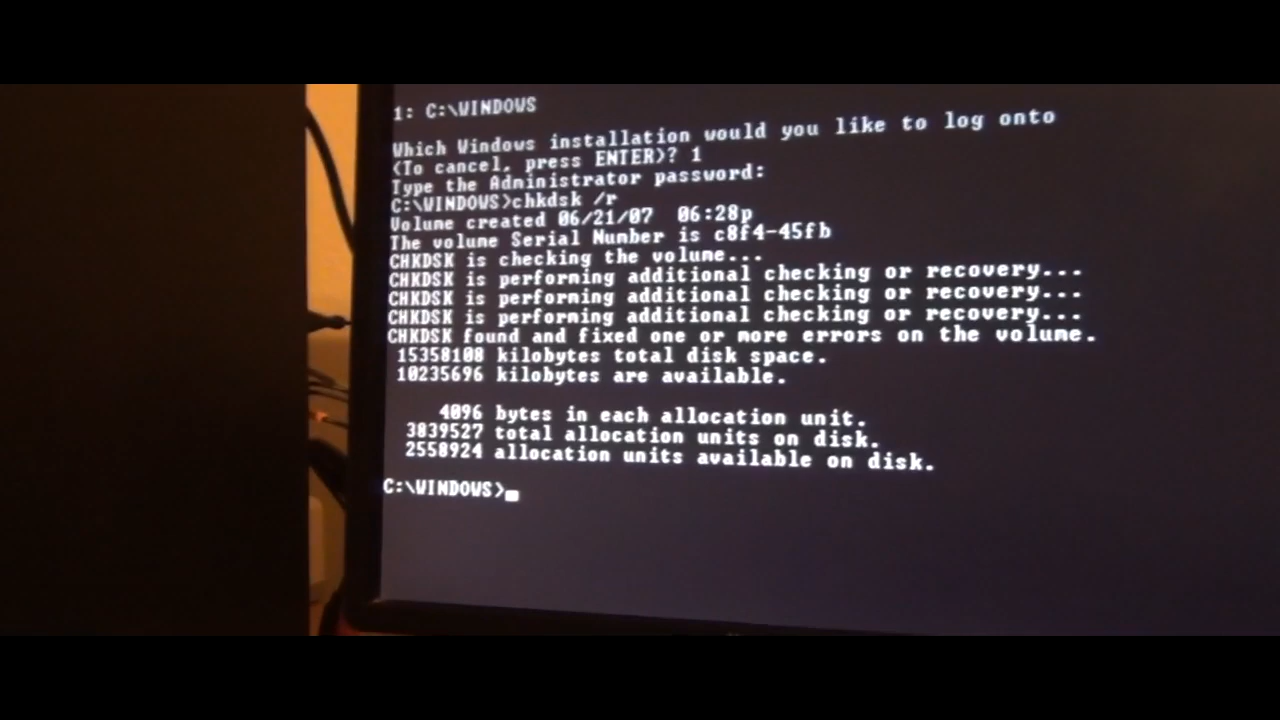 1: C:\WINDOWS
Which Windows installation would you like to log onto
(To cancel, press ENTER)? 1
Type the Administrator password:
C:\WINDOWS>chkdsk /r
Volume created 06/21/07 06:28p
The volume Serial Number is c8f4-45fb
CHKDSK is checking the volume...
CHKDSK is performing additional checking or recovery...
CHKDSK is performing additional checking or recovery...
CHKDSK is performing additional checking or recovery...
CHKDSK found and fixed one or more errors on the volume.
15358108 kilobytes total disk space.
10235696 kilobytes are available.
4096 bytes in each allocation unit.
3839527 total allocation units on disk.
2558924 allocation units available on disk.
C:\WINDOWS>